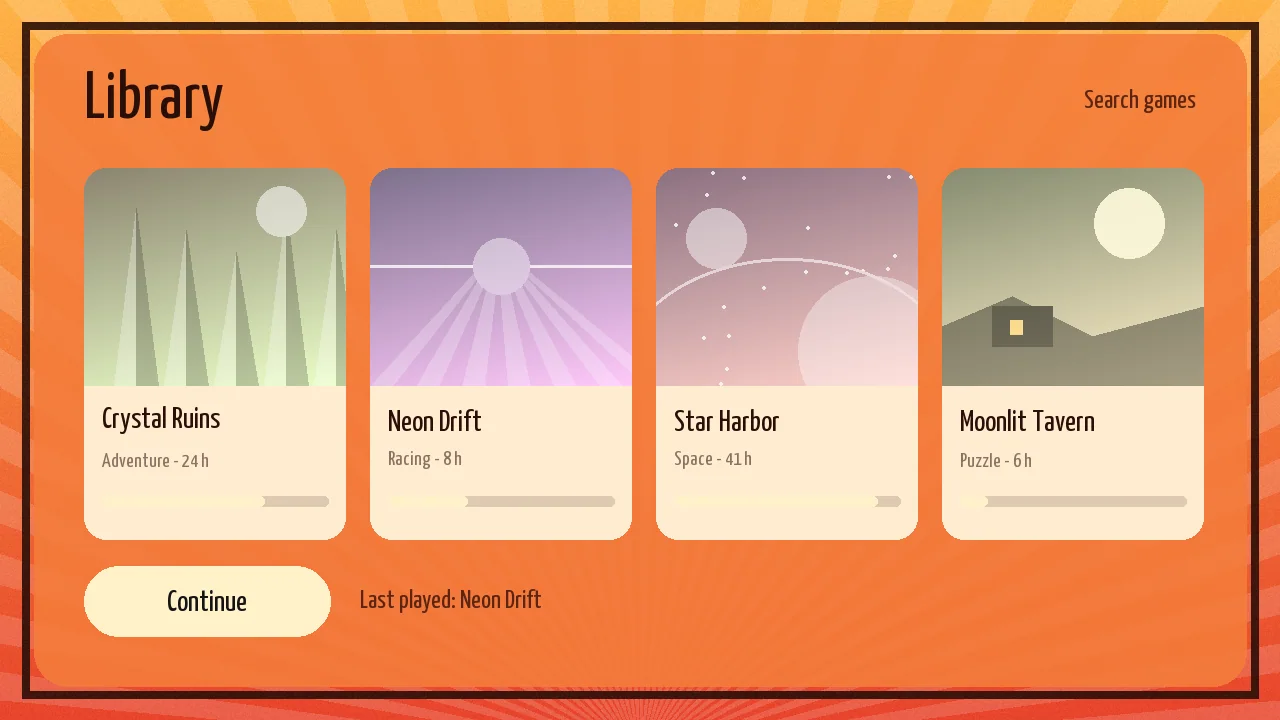 Library
Search games
Crystal Ruins
Adventure - 24 h
Neon Drift
Racing - 8 h
Star Harbor
Space - 41 h
Moonlit Tavern
Puzzle - 6 h
Continue
Last played: Neon Drift